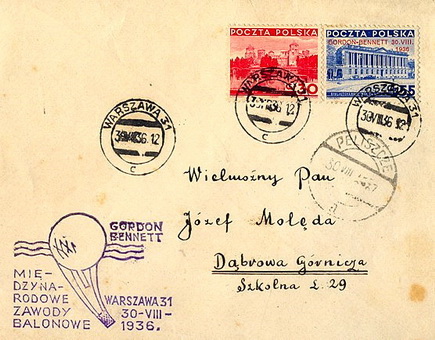 POCZTA POLSKA
30
POCZTA POLSKA
GORDON-BENNETT 30.VIII.
1936
55
WARSZAWA 31
30.VIII.36.12
c
WARSZAWA 31
30.VIII.36.12
c
WARSZAWA 31
30.VIII.36.12
c
30 VIII
Wielmożny Pan
Józef Molęda
Dąbrowa Górnicza
Szkolna L. 29
GORDON
BENNETT
MIĘ-
DZYNA-
RODOWE
ZAWODY
BALONOWE
WARSZAWA 31
30-VIII-
1936.